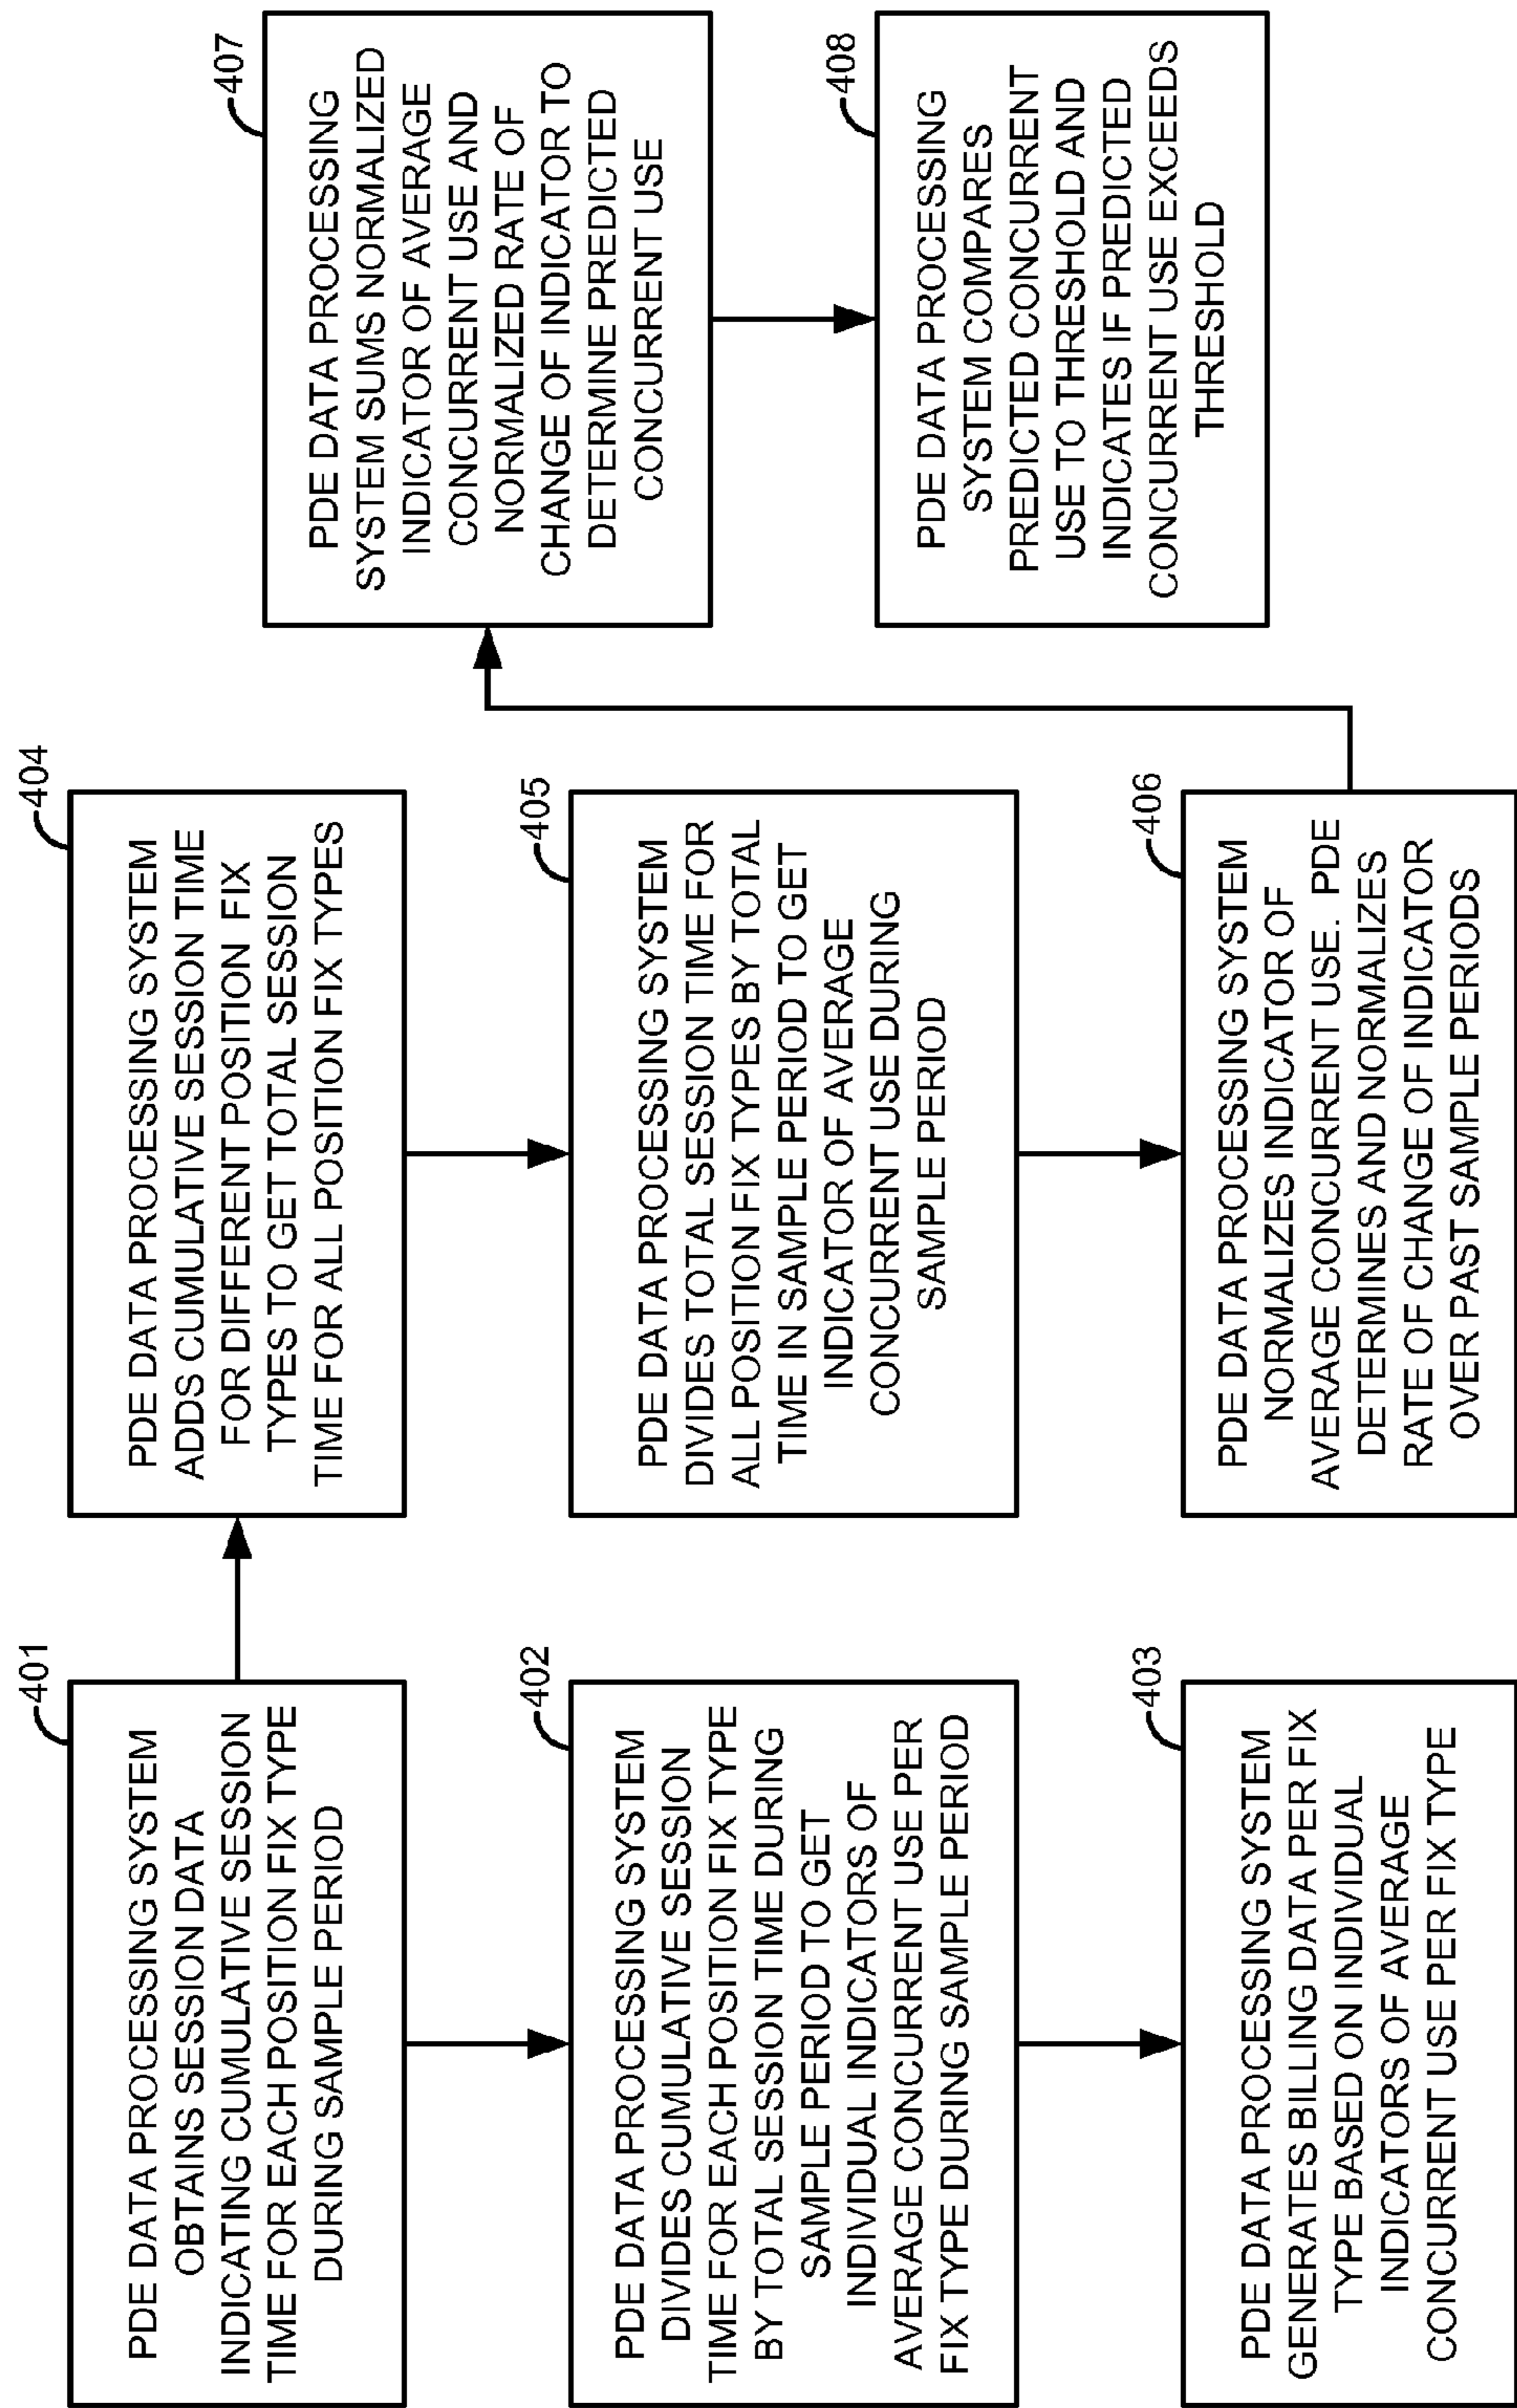 401
PDE DATA PROCESSING SYSTEM
OBTAINS SESSION DATA
INDICATING CUMULATIVE SESSION
TIME FOR EACH POSITION FIX TYPE
DURING SAMPLE PERIOD
402
PDE DATA PROCESSING SYSTEM
DIVIDES CUMULATIVE SESSION
TIME FOR EACH POSITION FIX TYPE
BY TOTAL SESSION TIME DURING
SAMPLE PERIOD TO GET
INDIVIDUAL INDICATORS OF
AVERAGE CONCURRENT USE PER
FIX TYPE DURING SAMPLE PERIOD
403
PDE DATA PROCESSING SYSTEM
GENERATES BILLING DATA PER FIX
TYPE BASED ON INDIVIDUAL
INDICATORS OF AVERAGE
CONCURRENT USE PER FIX TYPE
404
PDE DATA PROCESSING SYSTEM
ADDS CUMULATIVE SESSION TIME
FOR DIFFERENT POSITION FIX
TYPES TO GET TOTAL SESSION
TIME FOR ALL POSITION FIX TYPES
405
PDE DATA PROCESSING SYSTEM
DIVIDES TOTAL SESSION TIME FOR
ALL POSITION FIX TYPES BY TOTAL
TIME IN SAMPLE PERIOD TO GET
INDICATOR OF AVERAGE
CONCURRENT USE DURING
SAMPLE PERIOD
406
PDE DATA PROCESSING SYSTEM
NORMALIZES INDICATOR OF
AVERAGE CONCURRENT USE. PDE
DETERMINES AND NORMALIZES
RATE OF CHANGE OF INDICATOR
OVER PAST SAMPLE PERIODS
407
PDE DATA PROCESSING
SYSTEM SUMS NORMALIZED
INDICATOR OF AVERAGE
CONCURRENT USE AND
NORMALIZED RATE OF
CHANGE OF INDICATOR TO
DETERMINE PREDICTED
CONCURRENT USE
408
PDE DATA PROCESSING
SYSTEM COMPARES
PREDICTED CONCURRENT
USE TO THRESHOLD AND
INDICATES IF PREDICTED
CONCURRENT USE EXCEEDS
THRESHOLD